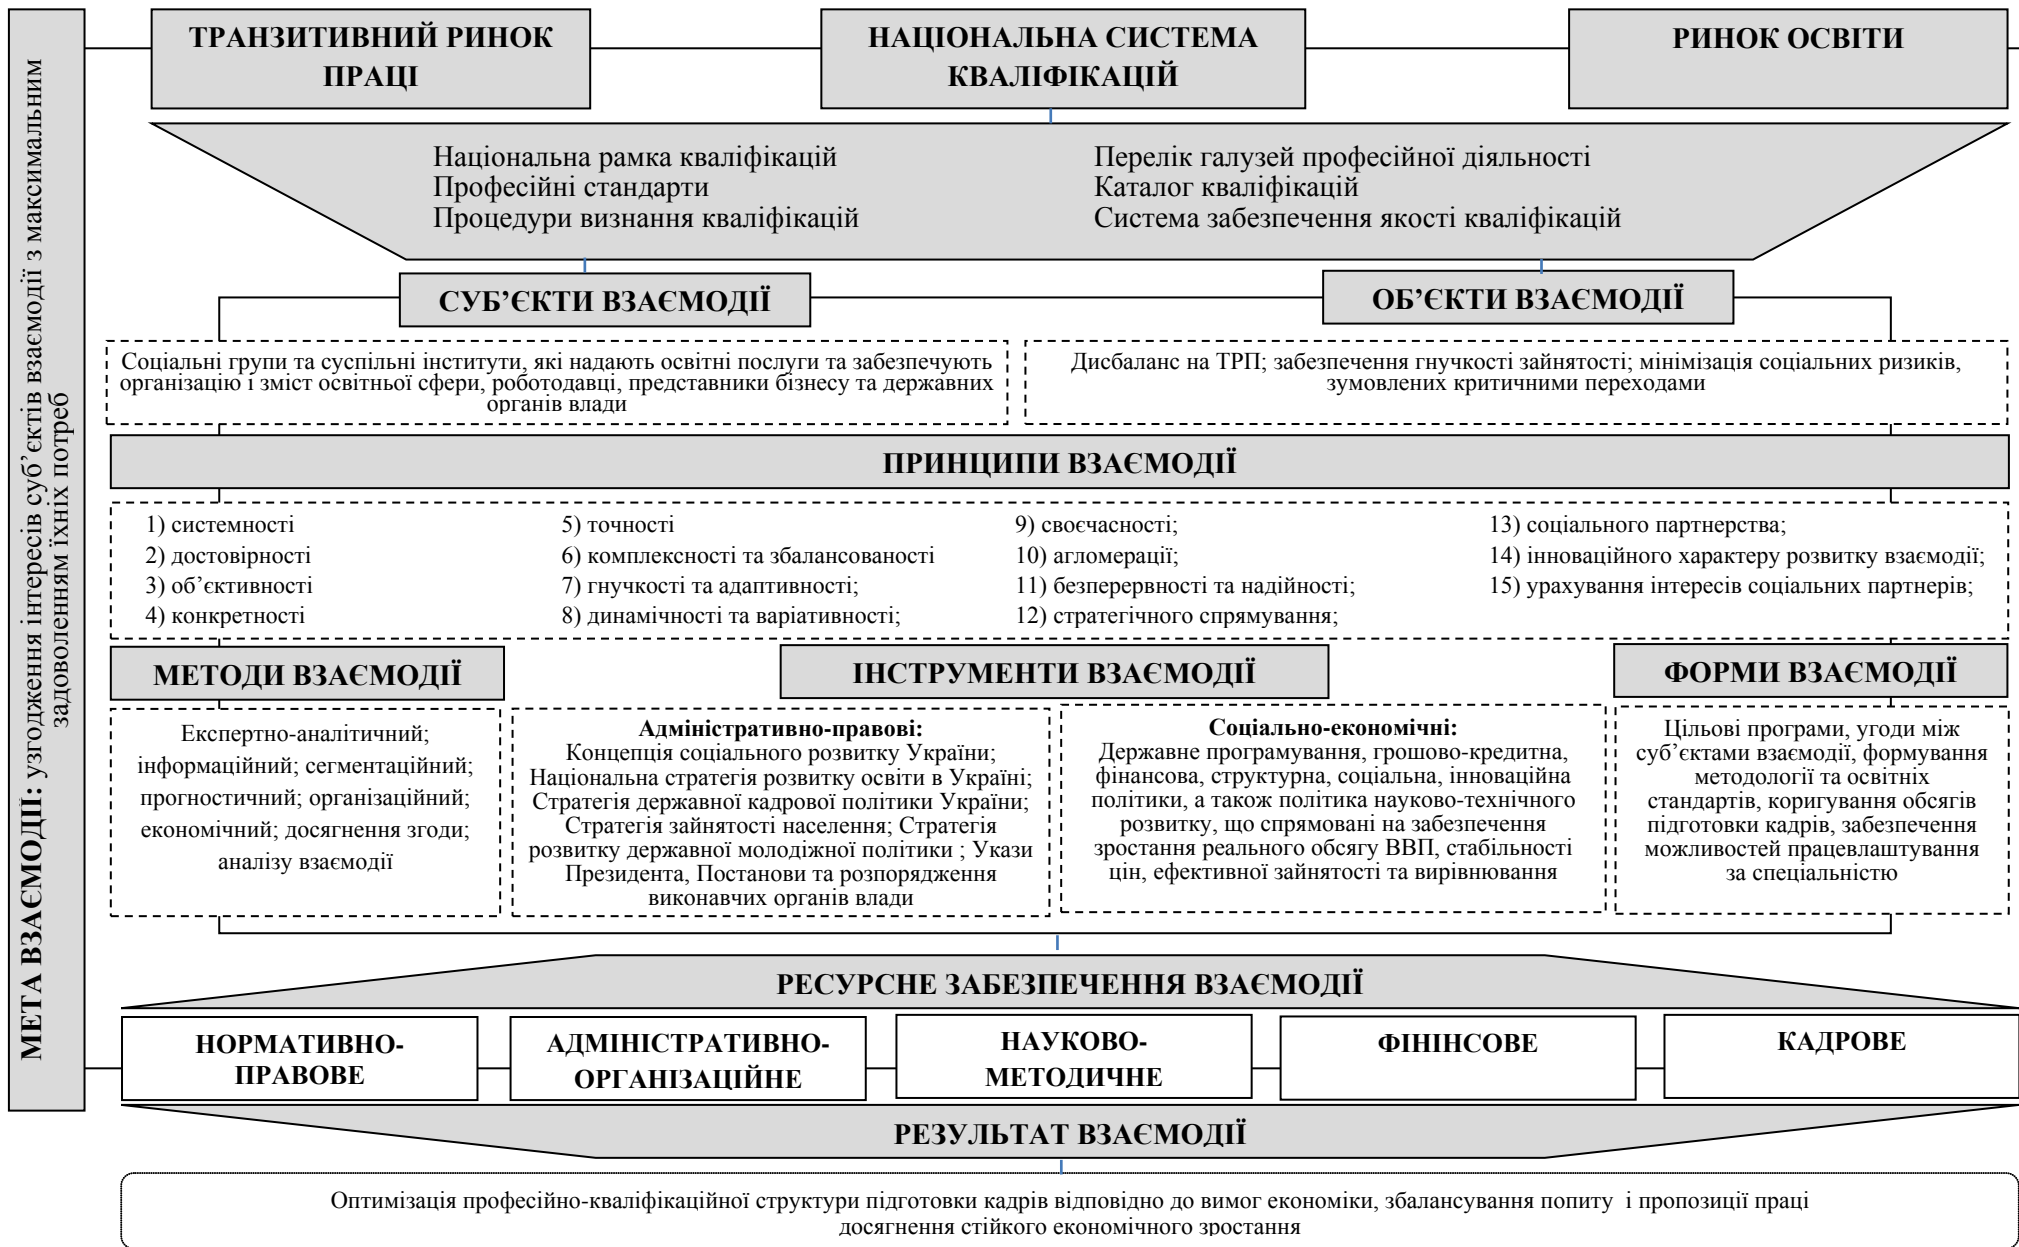 МЕТА ВЗАЄМОДІЇ: узгодження інтересів суб’єктів взаємодії з максимальним
задоволенням їхніх потреб
ТРАНЗИТИВНИЙ РИНОК
ПРАЦІ
НАЦІОНАЛЬНА СИСТЕМА
КВАЛІФІКАЦІЙ
РИНОК ОСВІТИ
Національна рамка кваліфікацій
Професійні стандарти
Процедури визнання кваліфікацій
Перелік галузей професійної діяльності
Каталог кваліфікацій
Система забезпечення якості кваліфікацій
СУБ’ЄКТИ ВЗАЄМОДІЇ
ОБ’ЄКТИ ВЗАЄМОДІЇ
Соціальні групи та суспільні інститути, які надають освітні послуги та забезпечують
організацію і зміст освітньої сфери, роботодавці, представники бізнесу та державних
органів влади
Дисбаланс на ТРП; забезпечення гнучкості зайнятості; мінімізація соціальних ризиків,
зумовлених критичними переходами
ПРИНЦИПИ ВЗАЄМОДІЇ
1) системності
2) достовірності
3) об’єктивності
4) конкретності
5) точності
6) комплексності та збалансованості
7) гнучкості та адаптивності;
8) динамічності та варіативності;
9) своєчасності;
10) агломерації;
11) безперервності та надійності;
12) стратегічного спрямування;
13) соціального партнерства;
14) інноваційного характеру розвитку взаємодії;
15) урахування інтересів соціальних партнерів;
МЕТОДИ ВЗАЄМОДІЇ
ІНСТРУМЕНТИ ВЗАЄМОДІЇ
ФОРМИ ВЗАЄМОДІЇ
Експертно-аналітичний;
інформаційний; сегментаційний;
прогностичний; організаційний;
економічний; досягнення згоди;
аналізу взаємодії
Адміністративно-правові:
Концепція соціального розвитку України;
Національна стратегія розвитку освіти в Україні;
Стратегія державної кадрової політики України;
Стратегія зайнятості населення; Стратегія
розвитку державної молодіжної політики ; Укази
Президента, Постанови та розпорядження
виконавчих органів влади
Соціально-економічні:
Державне програмування, грошово-кредитна,
фінансова, структурна, соціальна, інноваційна
політики, а також політика науково-технічного
розвитку, що спрямовані на забезпечення
зростання реального обсягу ВВП, стабільності
цін, ефективної зайнятості та вирівнювання
Цільові програми, угоди між
суб’єктами взаємодії, формування
методології та освітніх
стандартів, коригування обсягів
підготовки кадрів, забезпечення
можливостей працевлаштування
за спеціальністю
РЕСУРСНЕ ЗАБЕЗПЕЧЕННЯ ВЗАЄМОДІЇ
НОРМАТИВНО-
ПРАВОВЕ
АДМІНІСТРАТИВНО-
ОРГАНІЗАЦІЙНЕ
НАУКОВО-
МЕТОДИЧНЕ
ФІНІНСОВЕ
КАДРОВЕ
РЕЗУЛЬТАТ ВЗАЄМОДІЇ
Оптимізація професійно-кваліфікаційної структури підготовки кадрів відповідно до вимог економіки, збалансування попиту і пропозиції праці
досягнення стійкого економічного зростання